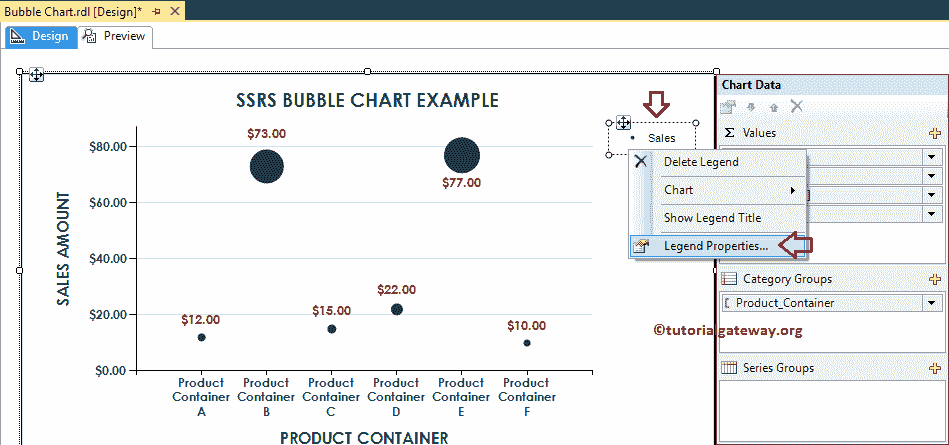 Bubble Chart.rdl [Design]*
Design
Preview
SSRS BUBBLE CHART EXAMPLE
$80.00
$60.00
$40.00
$20.00
$0.00
SALES AMOUNT
$12.00
$73.00
$15.00
$22.00
$77.00
$10.00
Product Container A
Product Container B
Product Container C
Product Container D
Product Container E
Product Container F
PRODUCT CONTAINER
Sales
Delete Legend
Chart
Show Legend Title
Legend Properties...
Chart Data
Σ Values
Category Groups
Product_Container
©tutorialgateway.org
Series Groups